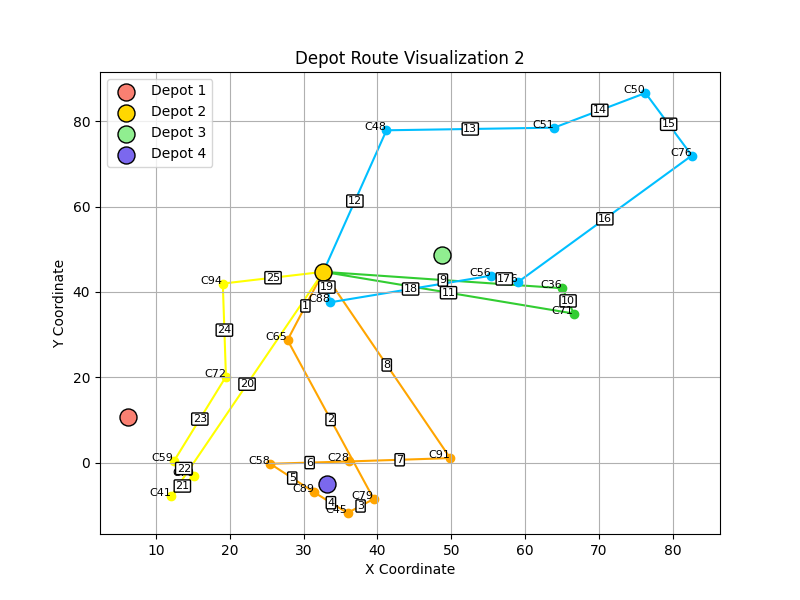 Depot Route Visualization 2
Depot 1
Depot 2
Depot 3
Depot 4
Y Coordinate
80
60
40
20
0
10
20
30
40
50
60
70
80
X Coordinate
C50
14
C48
13
C51
15
C76
12
16
C94
25
C56
17
9
C36
19
18
11
10
C88
C71
1
24
C65
8
C72
20
23
2
C59
C58
6
C28
7
C91
22
5
21
C41
C89
4
C79
3
C45